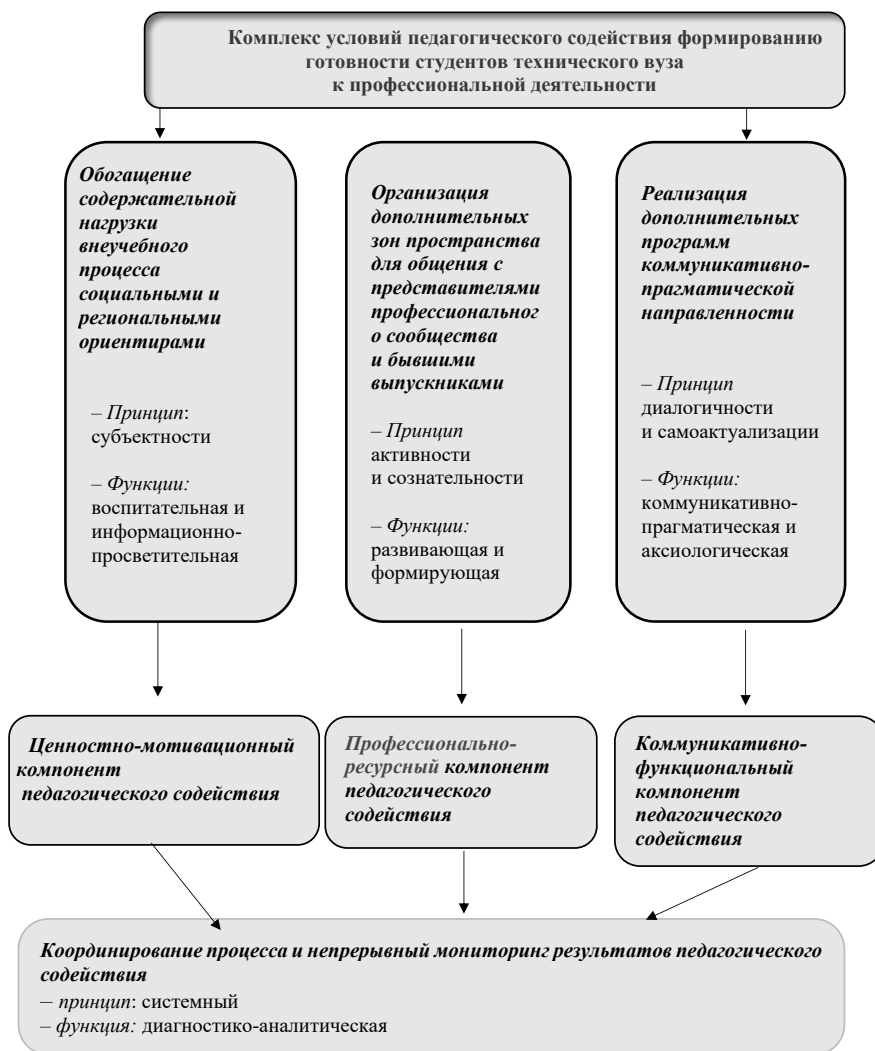 Комплекс условий педагогического содействия формированию
готовности студентов технического вуза
к профессиональной деятельности
Обогащение
содержательной
нагрузки
внеучебного
процесса
социальными и
региональными
ориентирами
– Принцип:
субъектности
– Функции:
воспитательная и
информационно-
просветительная
Организация
дополнительных
зон пространства
для общения с
представителями
профессиональног
о сообщества
и бывшими
выпускниками
– Принцип
активности
и сознательности
– Функции:
развивающая и
формирующая
Реализация
дополнительных
программ
коммуникативно-
прагматической
направленности
– Принцип
диалогичности
и самоактуализации
– Функции:
коммуникативно-
прагматическая и
аксиологическая
Ценностно-мотивационный
компонент
педагогического содействия
Профессионально-
ресурсный компонент
педагогического
содействия
Коммуникативно-
функциональный
компонент
педагогического
содействия
Координирование процесса и непрерывный мониторинг результатов педагогического
содействия
– принцип: системный
– функция: диагностико-аналитическая